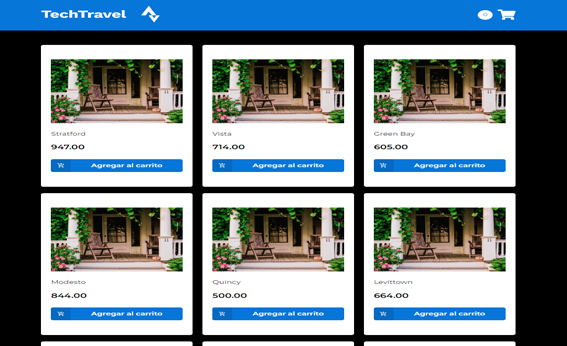 TechTravel
0
Stratford
947.00
Agregar al carrito
Vista
714.00
Agregar al carrito
Green Bay
605.00
Agregar al carrito
Modesto
844.00
Agregar al carrito
Quincy
500.00
Agregar al carrito
Levittown
664.00
Agregar al carrito